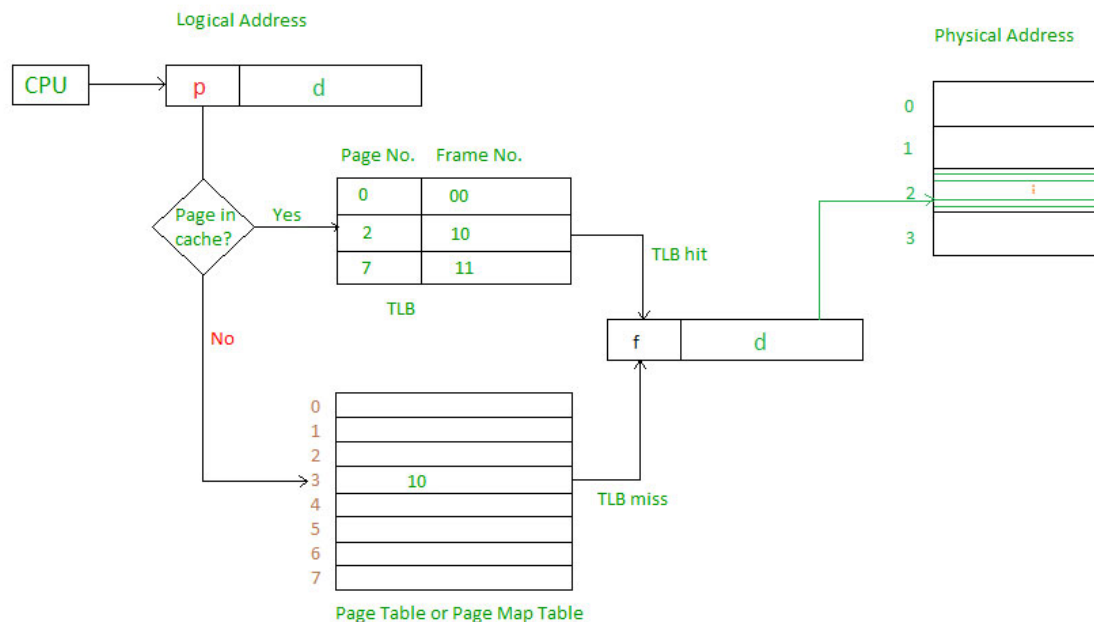 Logical Address
Physical Address
CPU
p d
0
1
2 i
3
Page No. Frame No.
0 00
2 10
7 11
TLB
Page in
cache?
Yes
No
TLB hit
f d
TLB miss
0
1
2
3 10
4
5
6
7
Page Table or Page Map Table